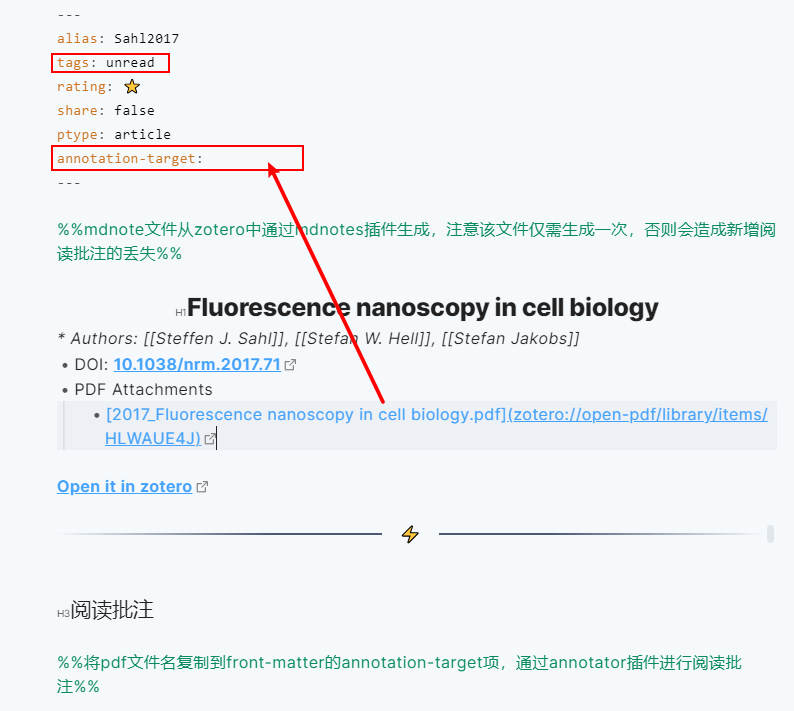 ---
alias: Sahl2017
tags: unread
rating: ⭐
share: false
ptype: article
annotation-target:
---
%%mdnote文件从zotero中通过mdnotes插件生成，注意该文件仅需生成一次，否则会造成新增阅
读批注的丢失%%
H1Fluorescence nanoscopy in cell biology
* Authors: [[Steffen J. Sahl]], [[Stefan W. Hell]], [[Stefan Jakobs]]
• DOI: 10.1038/nrm.2017.71
• PDF Attachments
• [2017_Fluorescence nanoscopy in cell biology.pdf](zotero://open-pdf/library/items/
HLWAUE4J)
Open it in zotero
H3阅读批注
%%将pdf文件名复制到front-matter的annotation-target项，通过annotator插件进行阅读批
注%%